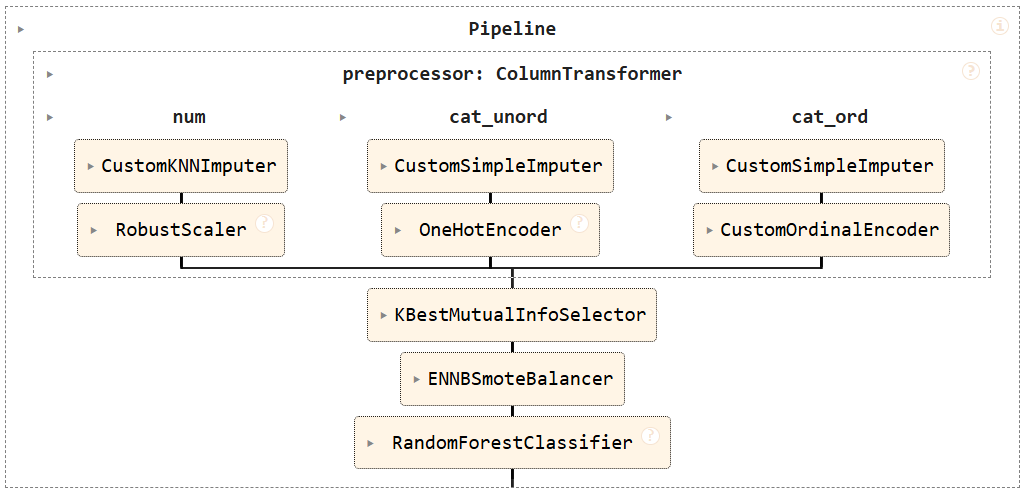 Pipeline
i
preprocessor: ColumnTransformer
?
num cat_unord cat_ord
CustomKNNImputer CustomSimpleImputer CustomSimpleImputer
RobustScaler ? OneHotEncoder ? CustomOrdinalEncoder
KBestMutualInfoSelector
ENNBSmoteBalancer
RandomForestClassifier ?